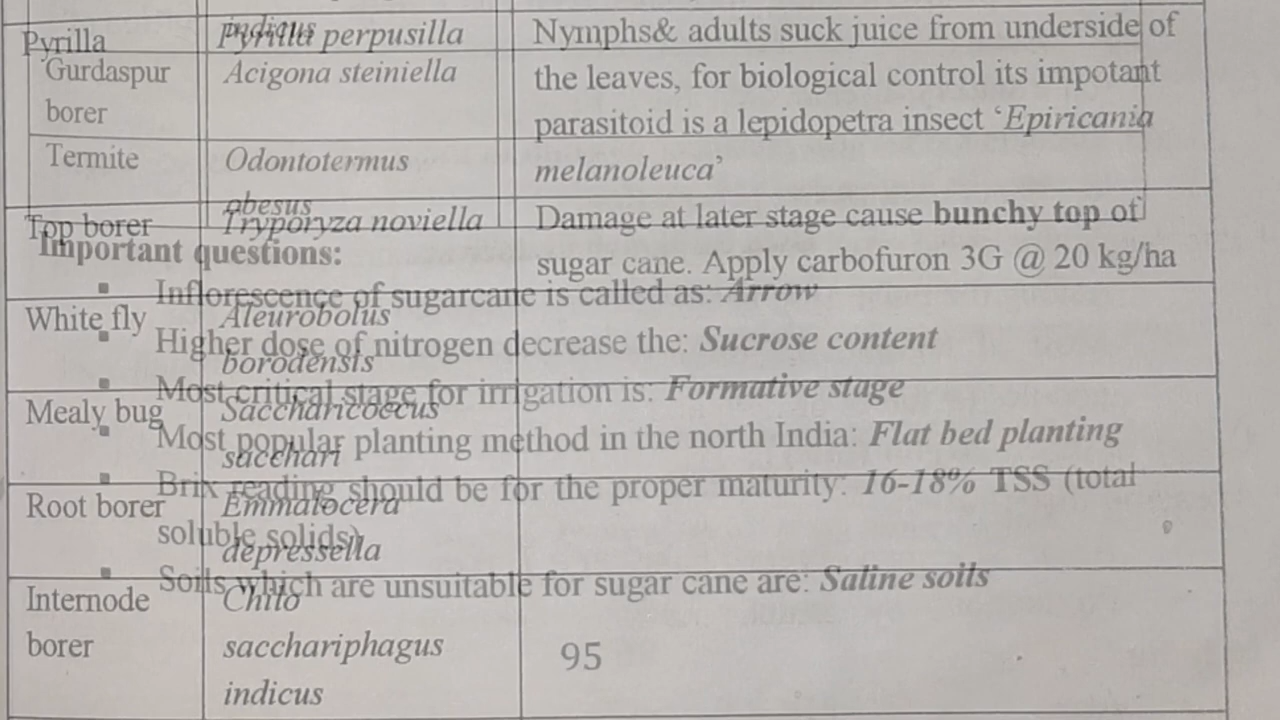 indicus
Pyrilla Pyrilla perpusilla Nymphs& adults suck juice from underside of
Gurdaspur Acigona steiniella the leaves, for biological control its impotant
borer parasitoid is a lepidopetra insect ‘Epiricania
Termite Odontotermus melanoleuca’
obesus
Top borer Tryporyza noviella Damage at later stage cause bunchy top of
Important questions: sugar cane. Apply carbofuron 3G @ 20 kg/ha
▪ Inflorescence of sugarcane is called as: Arrow
White fly Aleurobolus
▪ Higher dose of nitrogen decrease the: Sucrose content
borodensis
▪ Most critical stage for irrigation is: Formative stage
Mealy bug Saccharicoecus
▪ Most popular planting method in the north India: Flat bed planting
sacchari
▪ Brix reading should be for the proper maturity: 16-18% TSS (total
Root borer Emmalocera
soluble solids)
depressella
▪ Soils which are unsuitable for sugar cane are: Saline soils
Internode Chilo
borer sacchariphagus 95
indicus